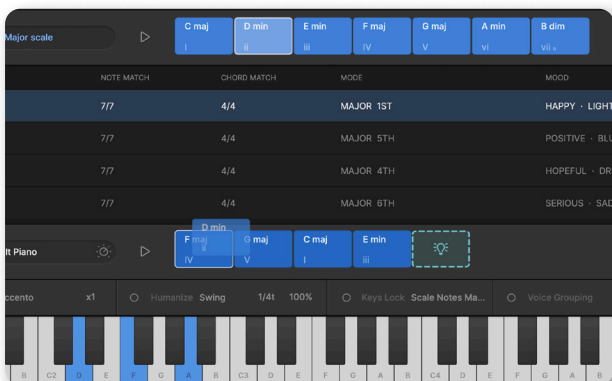 C maj D min E min F maj G maj A min B dim
Major scale
I ii iii IV V vi vii o
NOTE MATCH CHORD MATCH MODE MOOD
7/7 4/4 MAJOR 1ST HAPPY · LIGHT
7/7 4/4 MAJOR 5TH POSITIVE · BLU
7/7 4/4 MAJOR 4TH HOPEFUL · DR
7/7 4/4 MAJOR 6TH SERIOUS · SAD
D min
F maj G maj C maj E min
lt Piano
IV V I iii
ccento x1 Humanize Swing 1/4t 100% Keys Lock Scale Notes Ma... Voice Grouping
B C2 D E F G A B C3 D E F G A B C4 D E F G A B